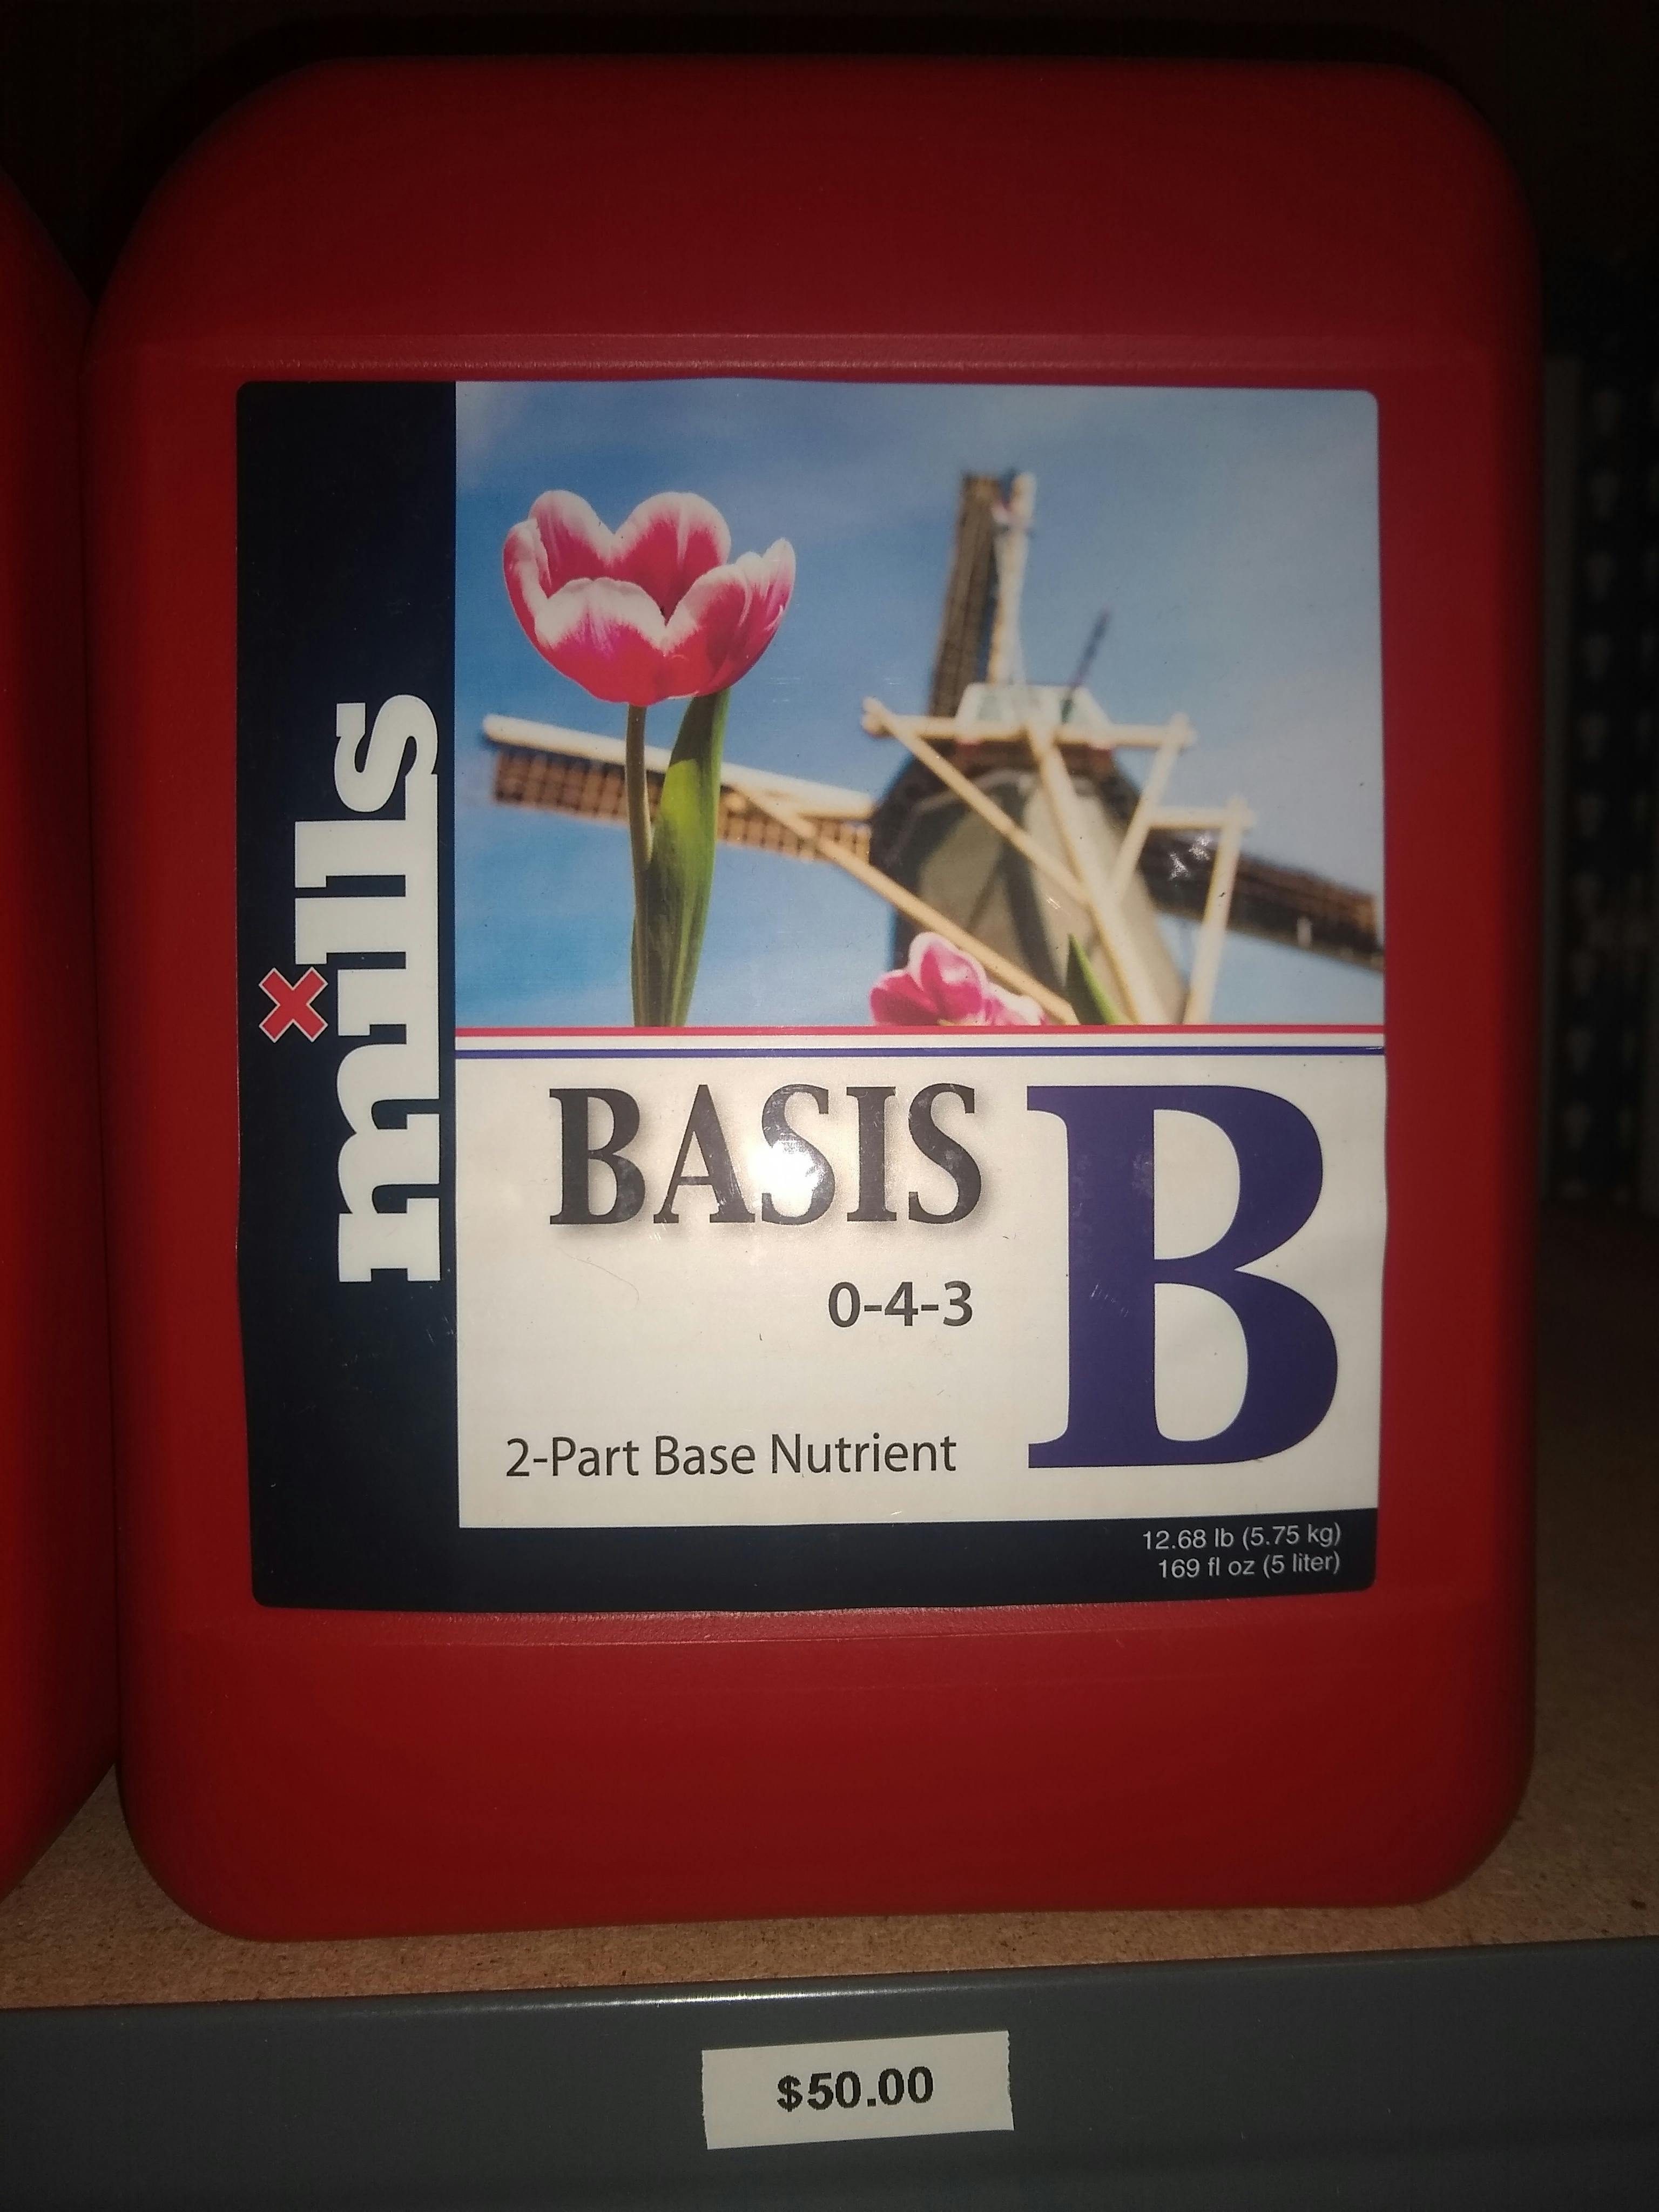 mills
BASIS B
0-4-3
2-Part Base Nutrient
12.68 lb (5.75 kg)
169 fl oz (5 liter)
$50.00